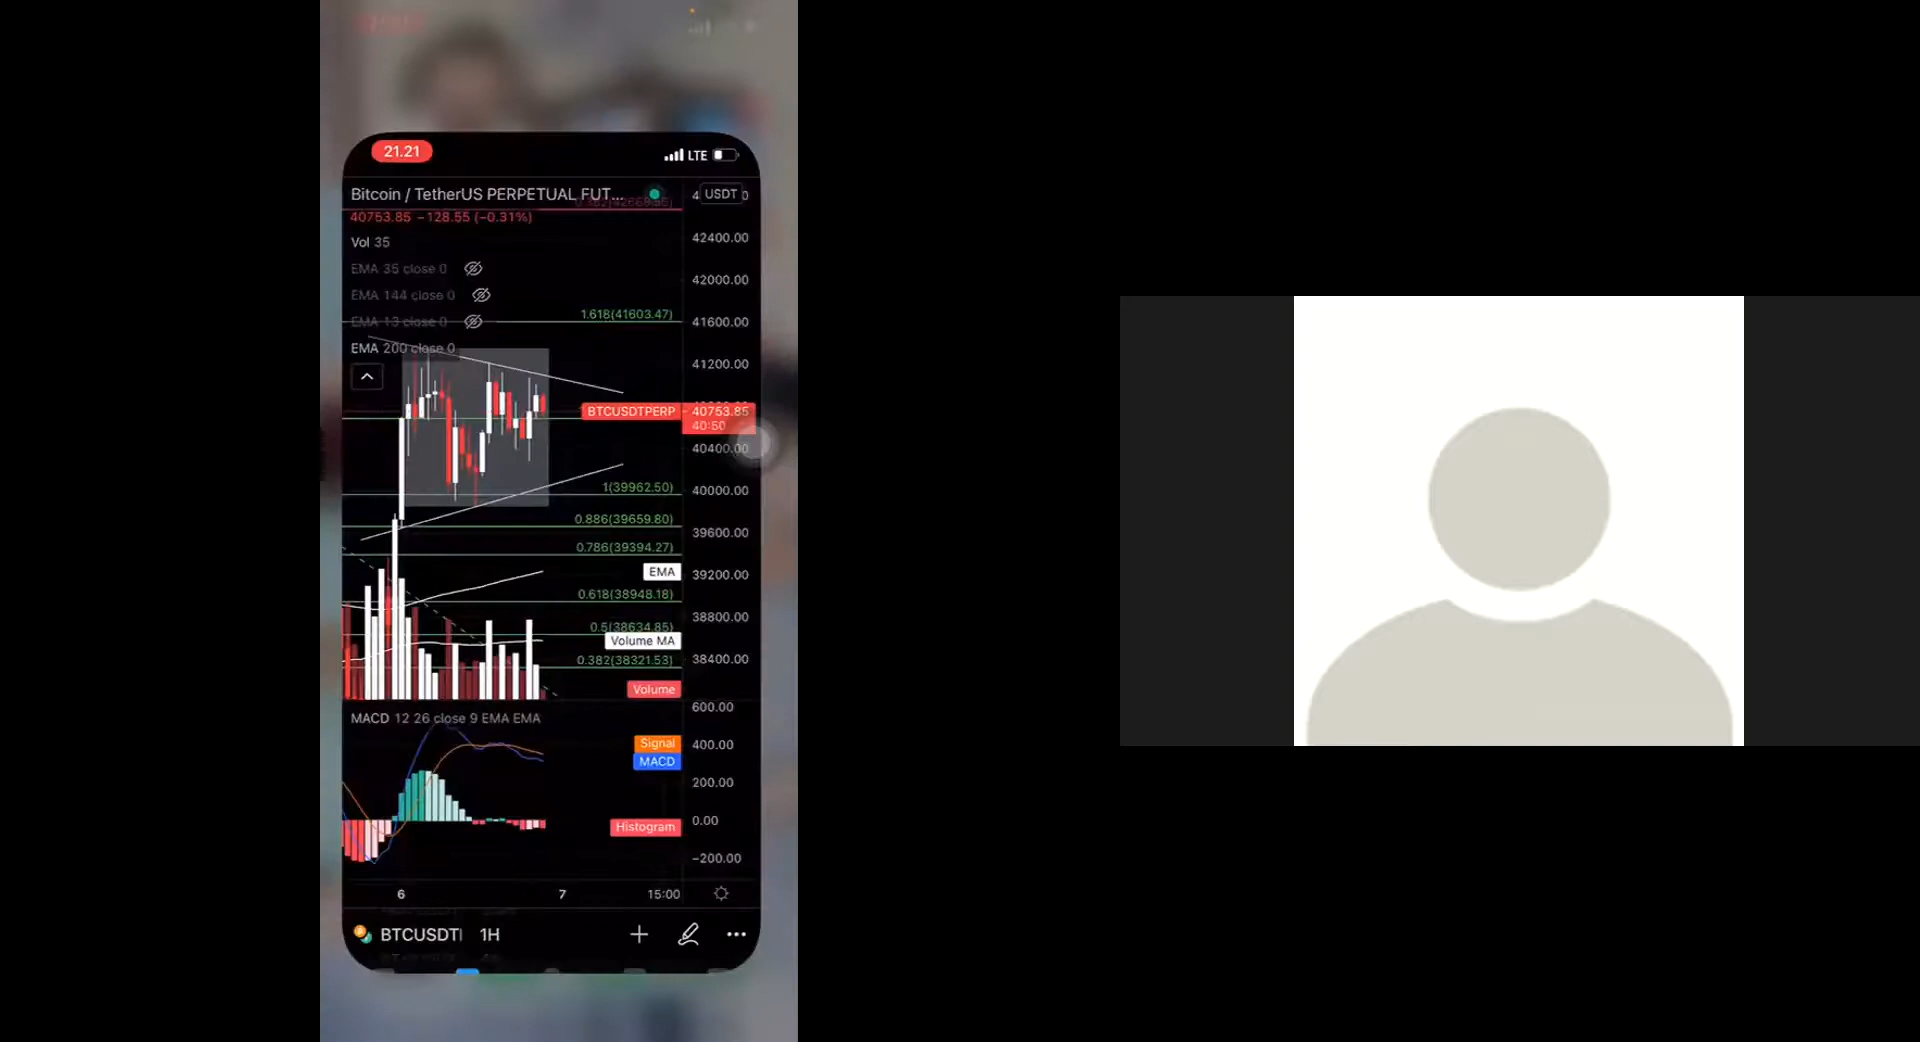 21.21
LTE
Bitcoin / TetherUS PERPETUAL FUT...
USDT
0.382(42668.56)
40753.85 −128.55 (−0.31%)
Vol 35
42400.00
EMA 35 close 0
42000.00
EMA 144 close 0
1.618(41603.47)
EMA 13 close 0
41600.00
EMA 200 close 0
41200.00
BTCUSDTPERP
40753.85
40:50
40400.00
1(39962.50)
40000.00
0.886(39659.80)
39600.00
0.786(39394.27)
EMA
39200.00
0.618(38948.18)
38800.00
0.5(38634.85)
Volume MA
0.382(38321.53)
38400.00
Volume
600.00
MACD 12 26 close 9 EMA EMA
Signal
400.00
MACD
200.00
Histogram
0.00
−200.00
6
7
15:00
BTCUSDT
1H